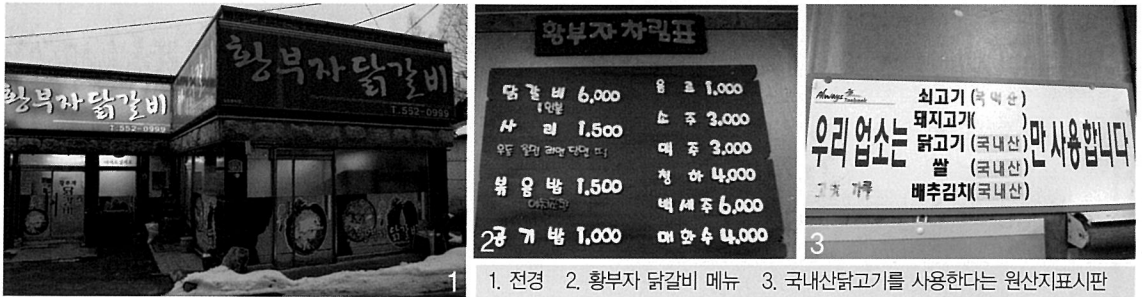 황부자 닭갈비
T.552-0999
황부자 닭갈비
T.552-0999
1
황부자 차림표
닭갈비 6,000
1인분
사리 1,500
우동 쫄면 라면 당면 떡
볶음밥 1,500
공기밥 1,000
음료 1,000
소주 3,000
맥주 3,000
청하 4,000
백세주 6,000
매화수 4,000
2
Always
우리 업소는
쇠고기( )
돼지고기( )
닭고기(국내산)
쌀 (국내산)
배추김치(국내산)
만 사용합니다
고추가루
3
1. 전경 2. 황부자 닭갈비 메뉴 3. 국내산닭고기를 사용한다는 원산지표시판